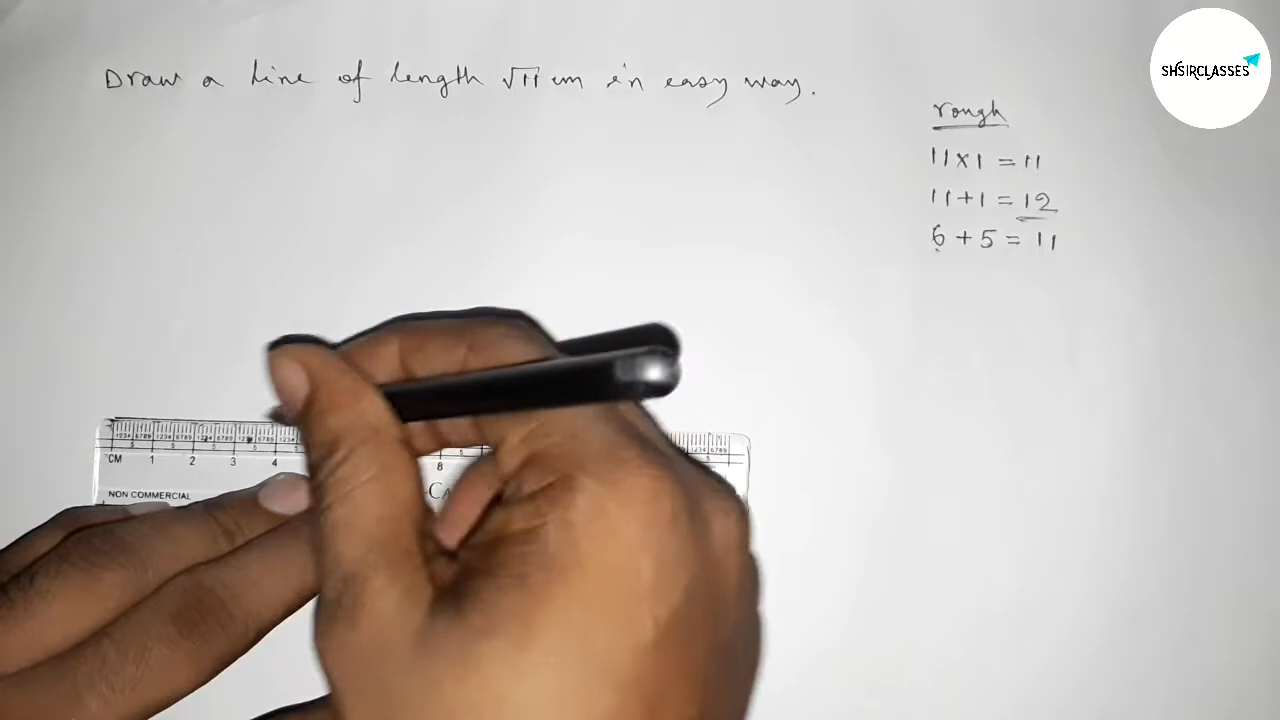 Draw a line of length √11 cm in easy way.
SHSIRCLASSES
rough
11×1 = 11
11+1 = 12
6+5 = 11
CM 1 2 3 4 8
NON COMMERCIAL